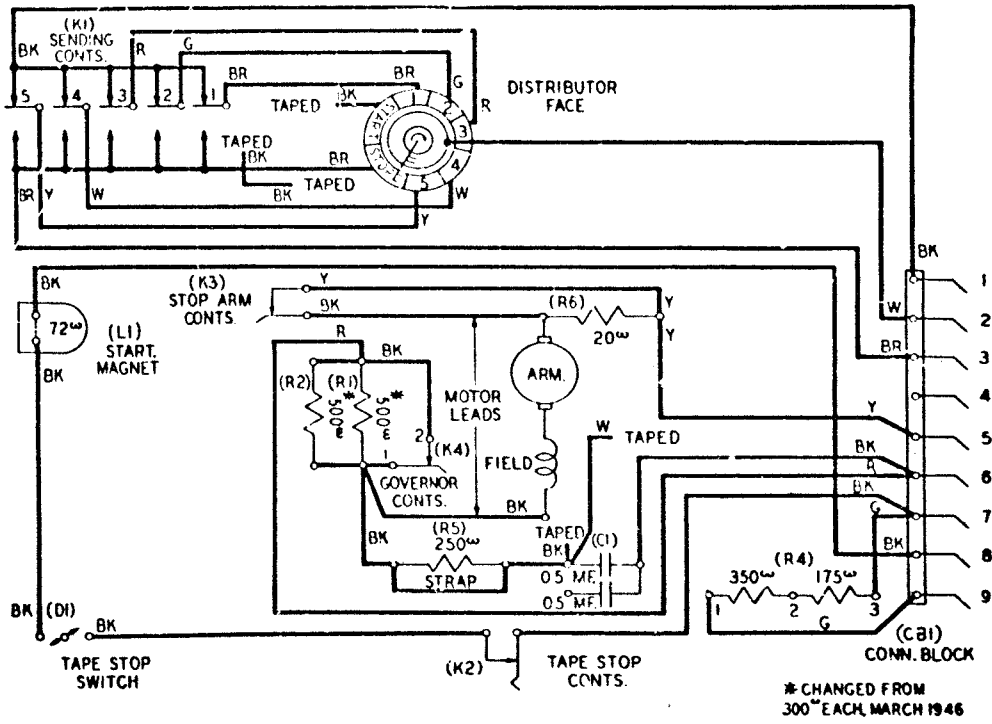 (K1)
SENDING
CONTS.
BK
R
G
BR
BR
G
R
DISTRIBUTOR
FACE
5
4
3
2
1
TAPED
BK
START
1
2
3
4
5
TAPED
BK
BR
BK
TAPED
BR
Y
W
W
Y
BK
BK
(K3)
STOP ARM
CONTS.
Y
BK
R
(R6)
20ω
Y
Y
W
BR
1
2
3
4
5
6
7
8
9
72ω
(L1)
START.
MAGNET
BK
(R2)
(R1)
BK
*
500ω
500ω
2
1
(K4)
GOVERNOR
CONTS.
MOTOR
LEADS
ARM.
FIELD
BK
W
TAPED
Y
BK
R
BK
G
BK
BK
(R5)
250ω
STRAP
TAPED
BK
(C1)
0.5 MF.
0.5 MF.
(R4)
350ω
175ω
1
2
3
G
BK
(D1)
BK
TAPE STOP
SWITCH
(K2)
TAPE STOP
CONTS.
(CB1)
CONN. BLOCK
* CHANGED FROM
300ω EACH, MARCH 1946